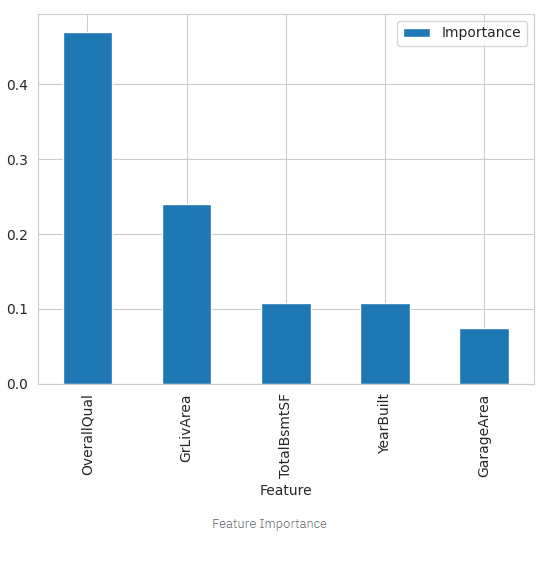 Importance
0.4
0.3
0.2
0.1
0.0
OverallQual
GrLivArea
TotalBsmtSF
YearBuilt
GarageArea
Feature
Feature Importance